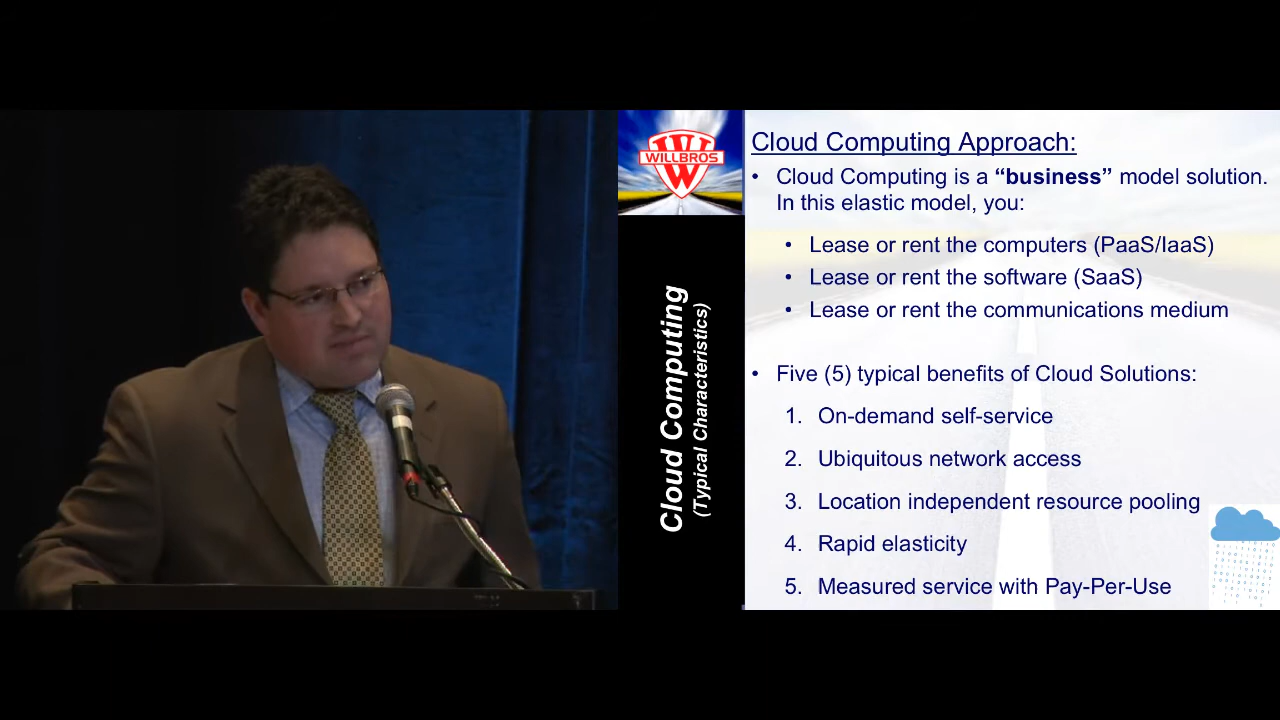 WILLBROS
Cloud Computing
(Typical Characteristics)
Cloud Computing Approach:
• Cloud Computing is a “business” model solution.
In this elastic model, you:
• Lease or rent the computers (PaaS/IaaS)
• Lease or rent the software (SaaS)
• Lease or rent the communications medium
• Five (5) typical benefits of Cloud Solutions:
1. On-demand self-service
2. Ubiquitous network access
3. Location independent resource pooling
4. Rapid elasticity
5. Measured service with Pay-Per-Use